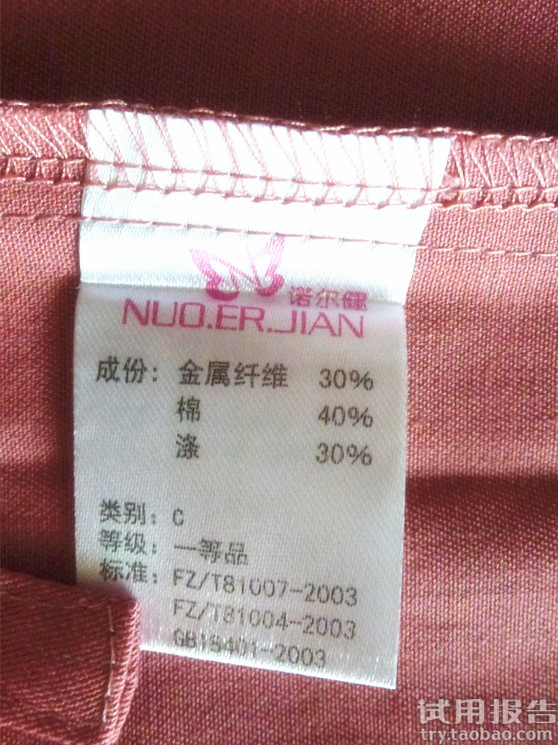 诺尔健
NUO.ER.JIAN
成份: 金属纤维 30%
棉 40%
涤 30%
类别: C
等级: 一等品
标准: FZ/T81007-2003
FZ/T81004-2003
GB18401-2003
试用报告
try.taobao.com